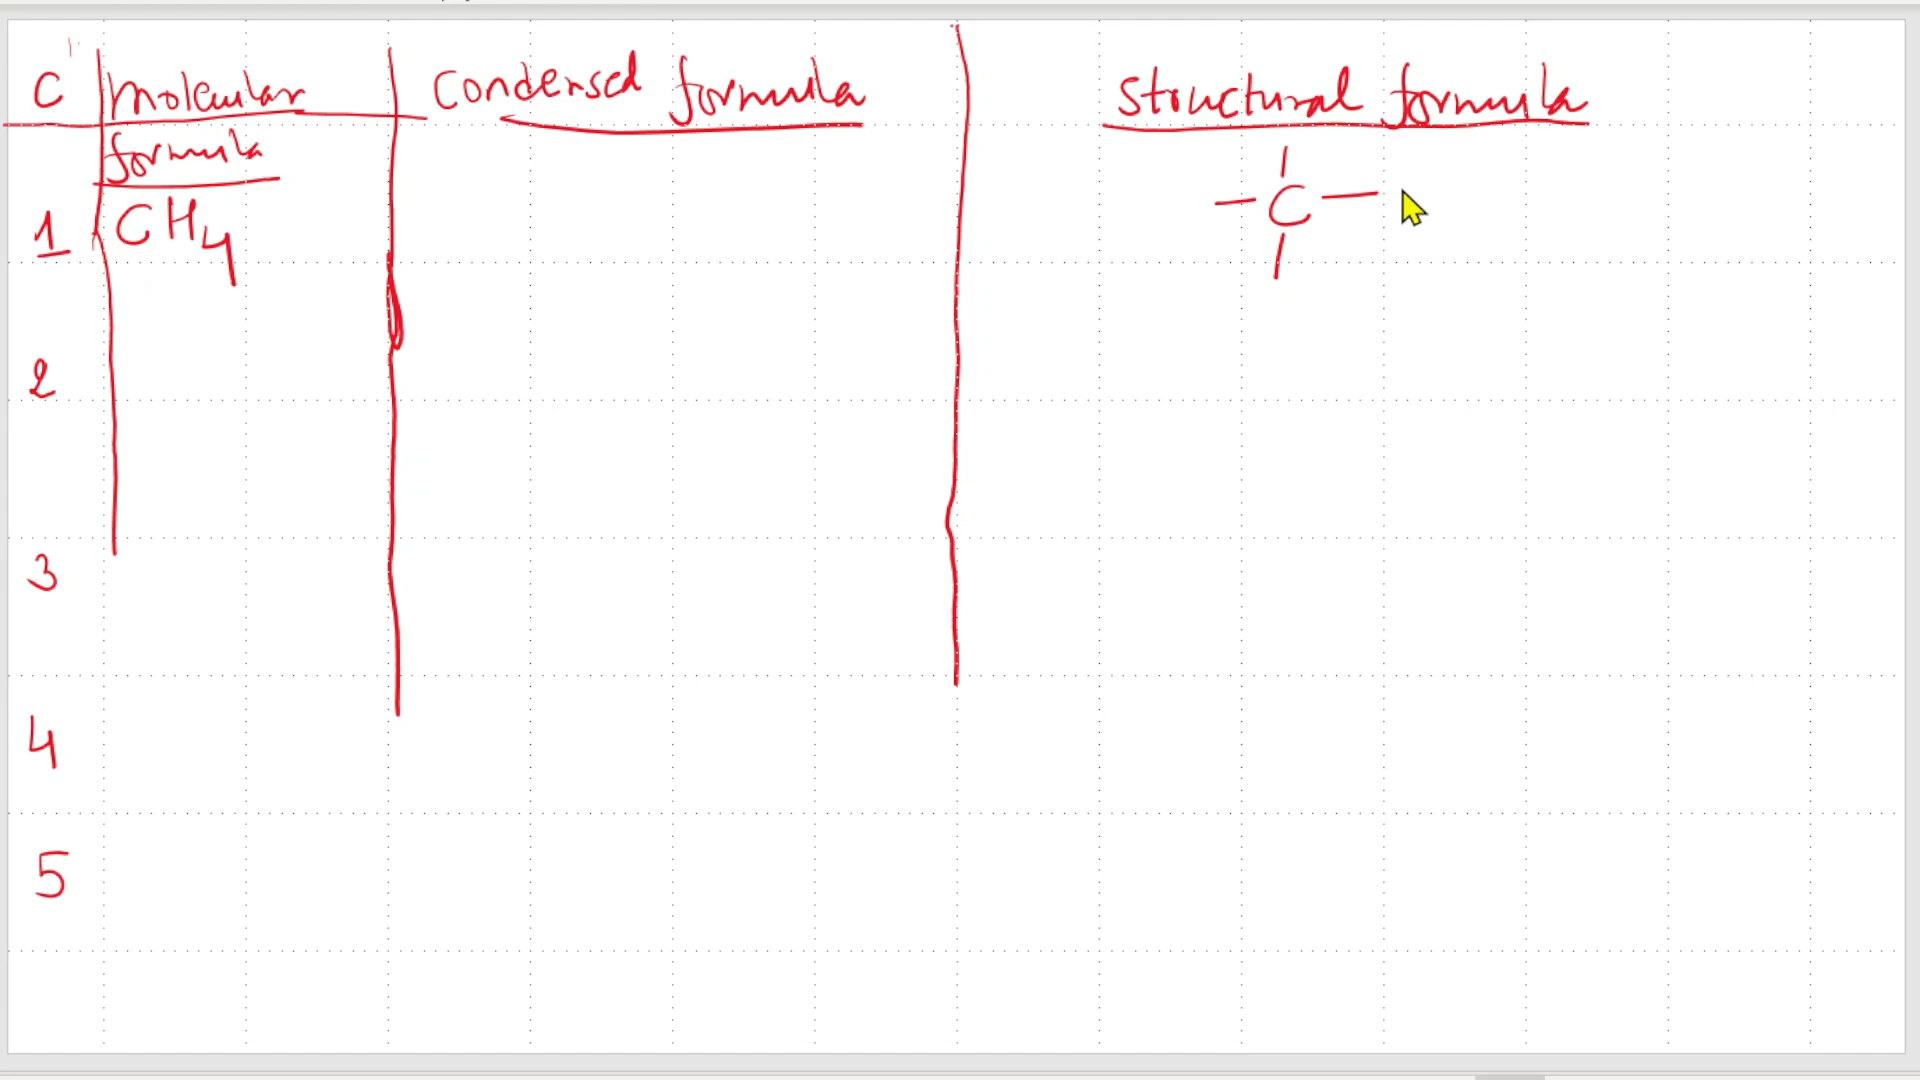 C molecular Condensed formula structural formula
formula
1 CH4 - C -
2
3
4
5